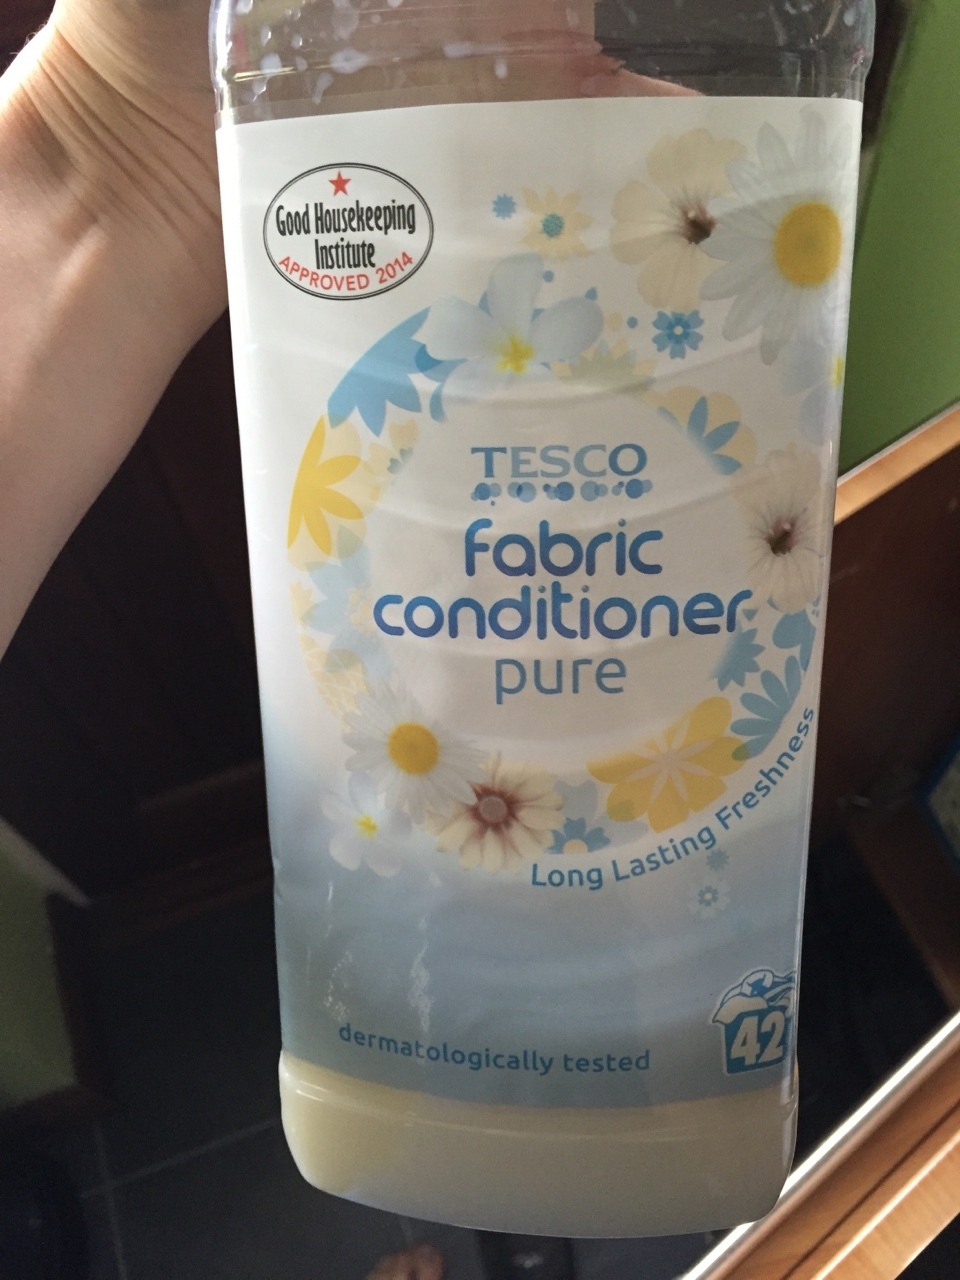 Good Housekeeping
Institute
APPROVED 2014
TESCO
fabric
conditioner
pure
Long Lasting Freshness
dermatologically tested
42